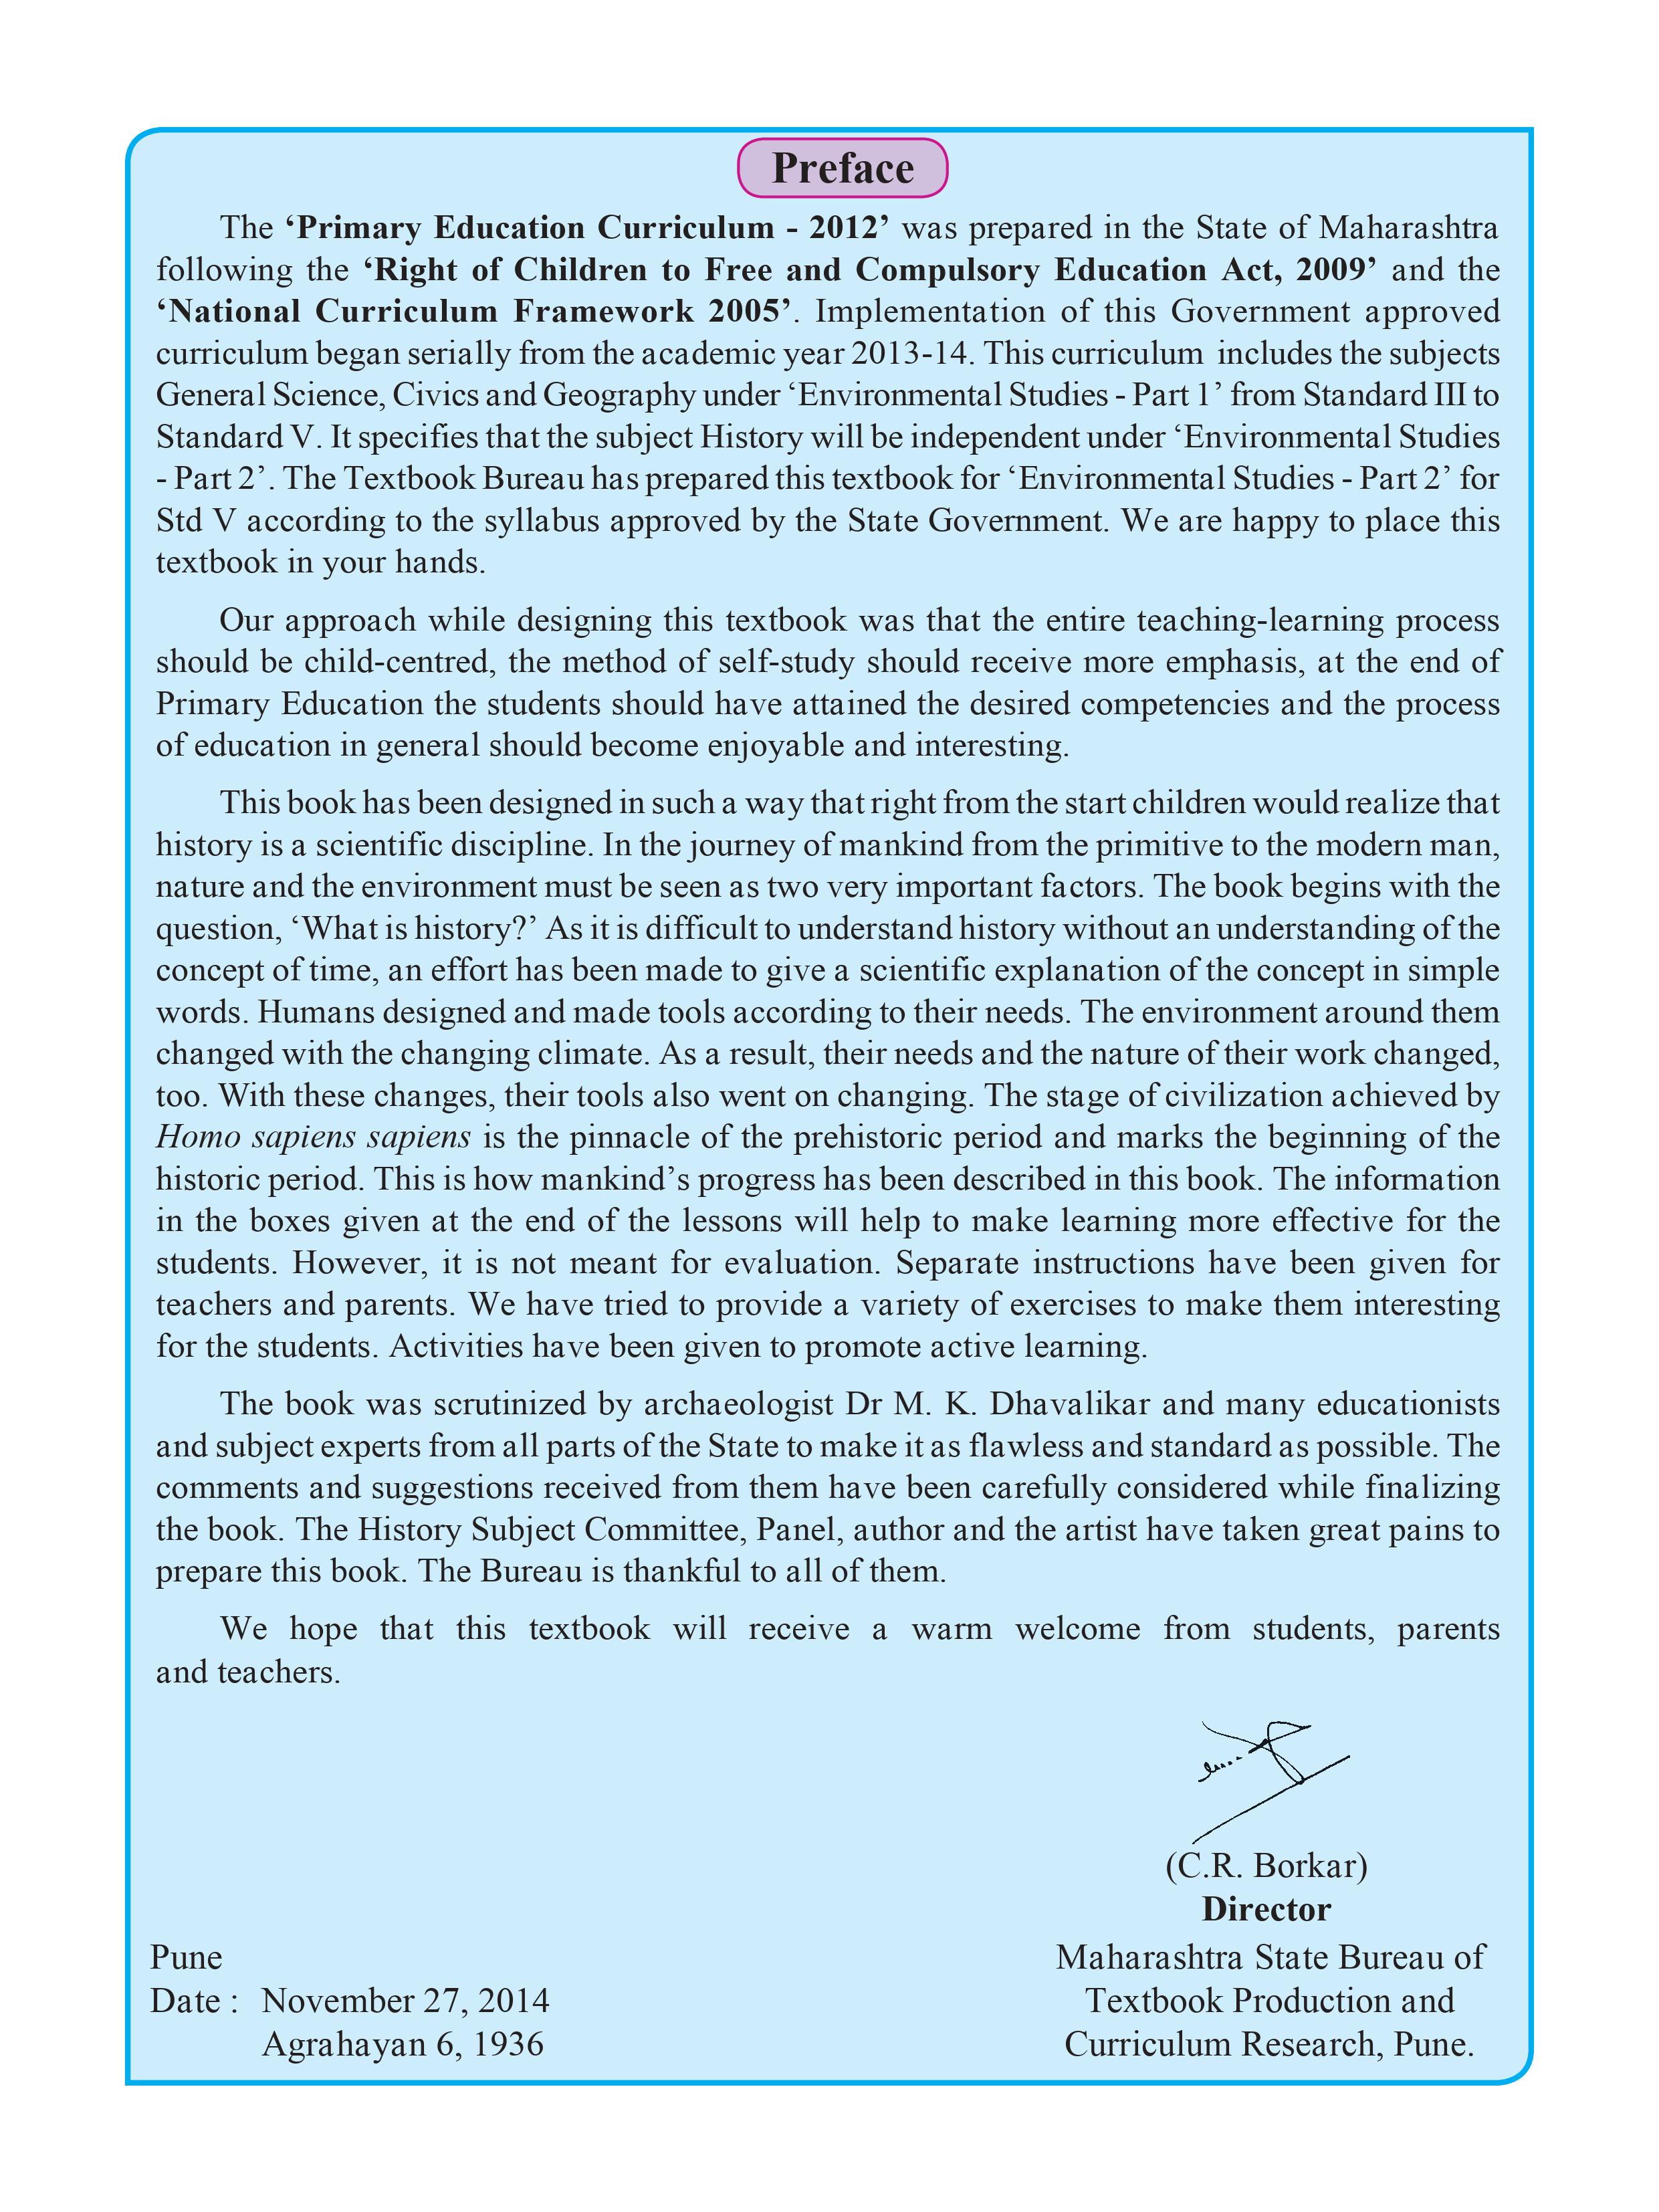 Preface
The ‘Primary Education Curriculum - 2012’ was prepared in the State of Maharashtra
following the ‘Right of Children to Free and Compulsory Education Act, 2009’ and the
‘National Curriculum Framework 2005’. Implementation of this Government approved
curriculum began serially from the academic year 2013-14. This curriculum includes the subjects
General Science, Civics and Geography under ‘Environmental Studies - Part 1’ from Standard III to
Standard V. It specifies that the subject History will be independent under ‘Environmental Studies
- Part 2’. The Textbook Bureau has prepared this textbook for ‘Environmental Studies - Part 2’ for
Std V according to the syllabus approved by the State Government. We are happy to place this
textbook in your hands.
Our approach while designing this textbook was that the entire teaching-learning process
should be child-centred, the method of self-study should receive more emphasis, at the end of
Primary Education the students should have attained the desired competencies and the process
of education in general should become enjoyable and interesting.
This book has been designed in such a way that right from the start children would realize that
history is a scientific discipline. In the journey of mankind from the primitive to the modern man,
nature and the environment must be seen as two very important factors. The book begins with the
question, ‘What is history?’ As it is difficult to understand history without an understanding of the
concept of time, an effort has been made to give a scientific explanation of the concept in simple
words. Humans designed and made tools according to their needs. The environment around them
changed with the changing climate. As a result, their needs and the nature of their work changed,
too. With these changes, their tools also went on changing. The stage of civilization achieved by
Homo sapiens sapiens is the pinnacle of the prehistoric period and marks the beginning of the
historic period. This is how mankind’s progress has been described in this book. The information
in the boxes given at the end of the lessons will help to make learning more effective for the
students. However, it is not meant for evaluation. Separate instructions have been given for
teachers and parents. We have tried to provide a variety of exercises to make them interesting
for the students. Activities have been given to promote active learning.
The book was scrutinized by archaeologist Dr M. K. Dhavalikar and many educationists
and subject experts from all parts of the State to make it as flawless and standard as possible. The
comments and suggestions received from them have been carefully considered while finalizing
the book. The History Subject Committee, Panel, author and the artist have taken great pains to
prepare this book. The Bureau is thankful to all of them.
We hope that this textbook will receive a warm welcome from students, parents
and teachers.
(C.R. Borkar)
Director
Maharashtra State Bureau of
Textbook Production and
Curriculum Research, Pune.
Pune
Date : November 27, 2014
Agrahayan 6, 1936